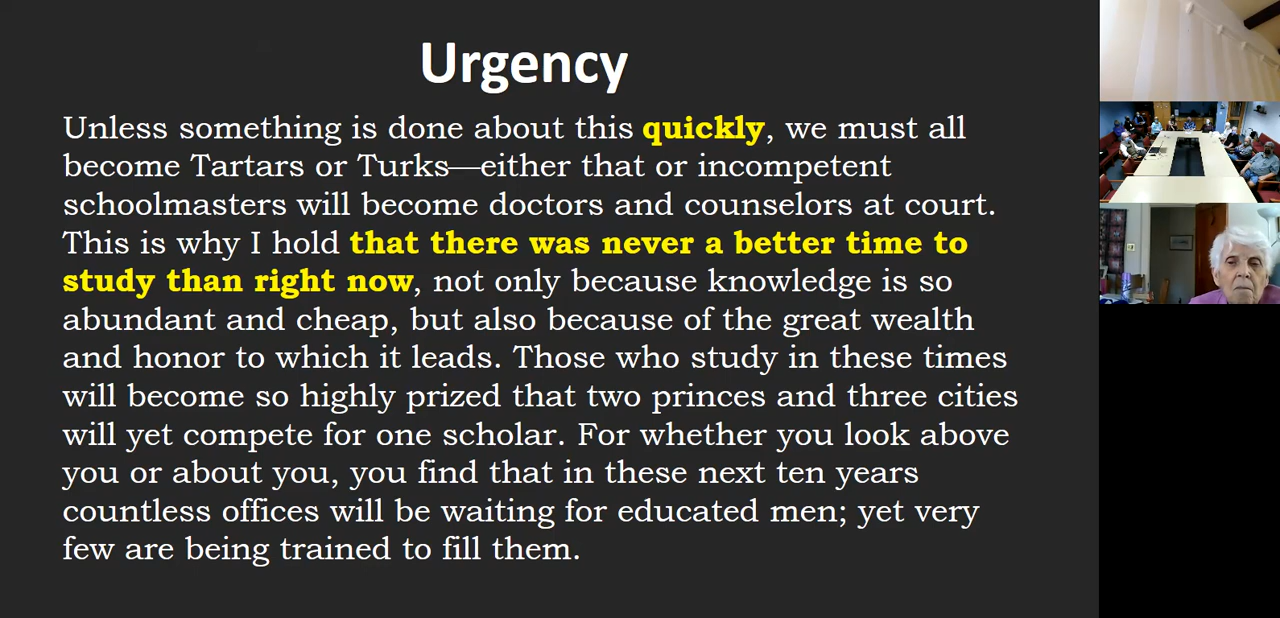 Urgency
Unless something is done about this quickly, we must all
become Tartars or Turks—either that or incompetent
schoolmasters will become doctors and counselors at court.
This is why I hold that there was never a better time to
study than right now, not only because knowledge is so
abundant and cheap, but also because of the great wealth
and honor to which it leads. Those who study in these times
will become so highly prized that two princes and three cities
will yet compete for one scholar. For whether you look above
you or about you, you find that in these next ten years
countless offices will be waiting for educated men; yet very
few are being trained to fill them.